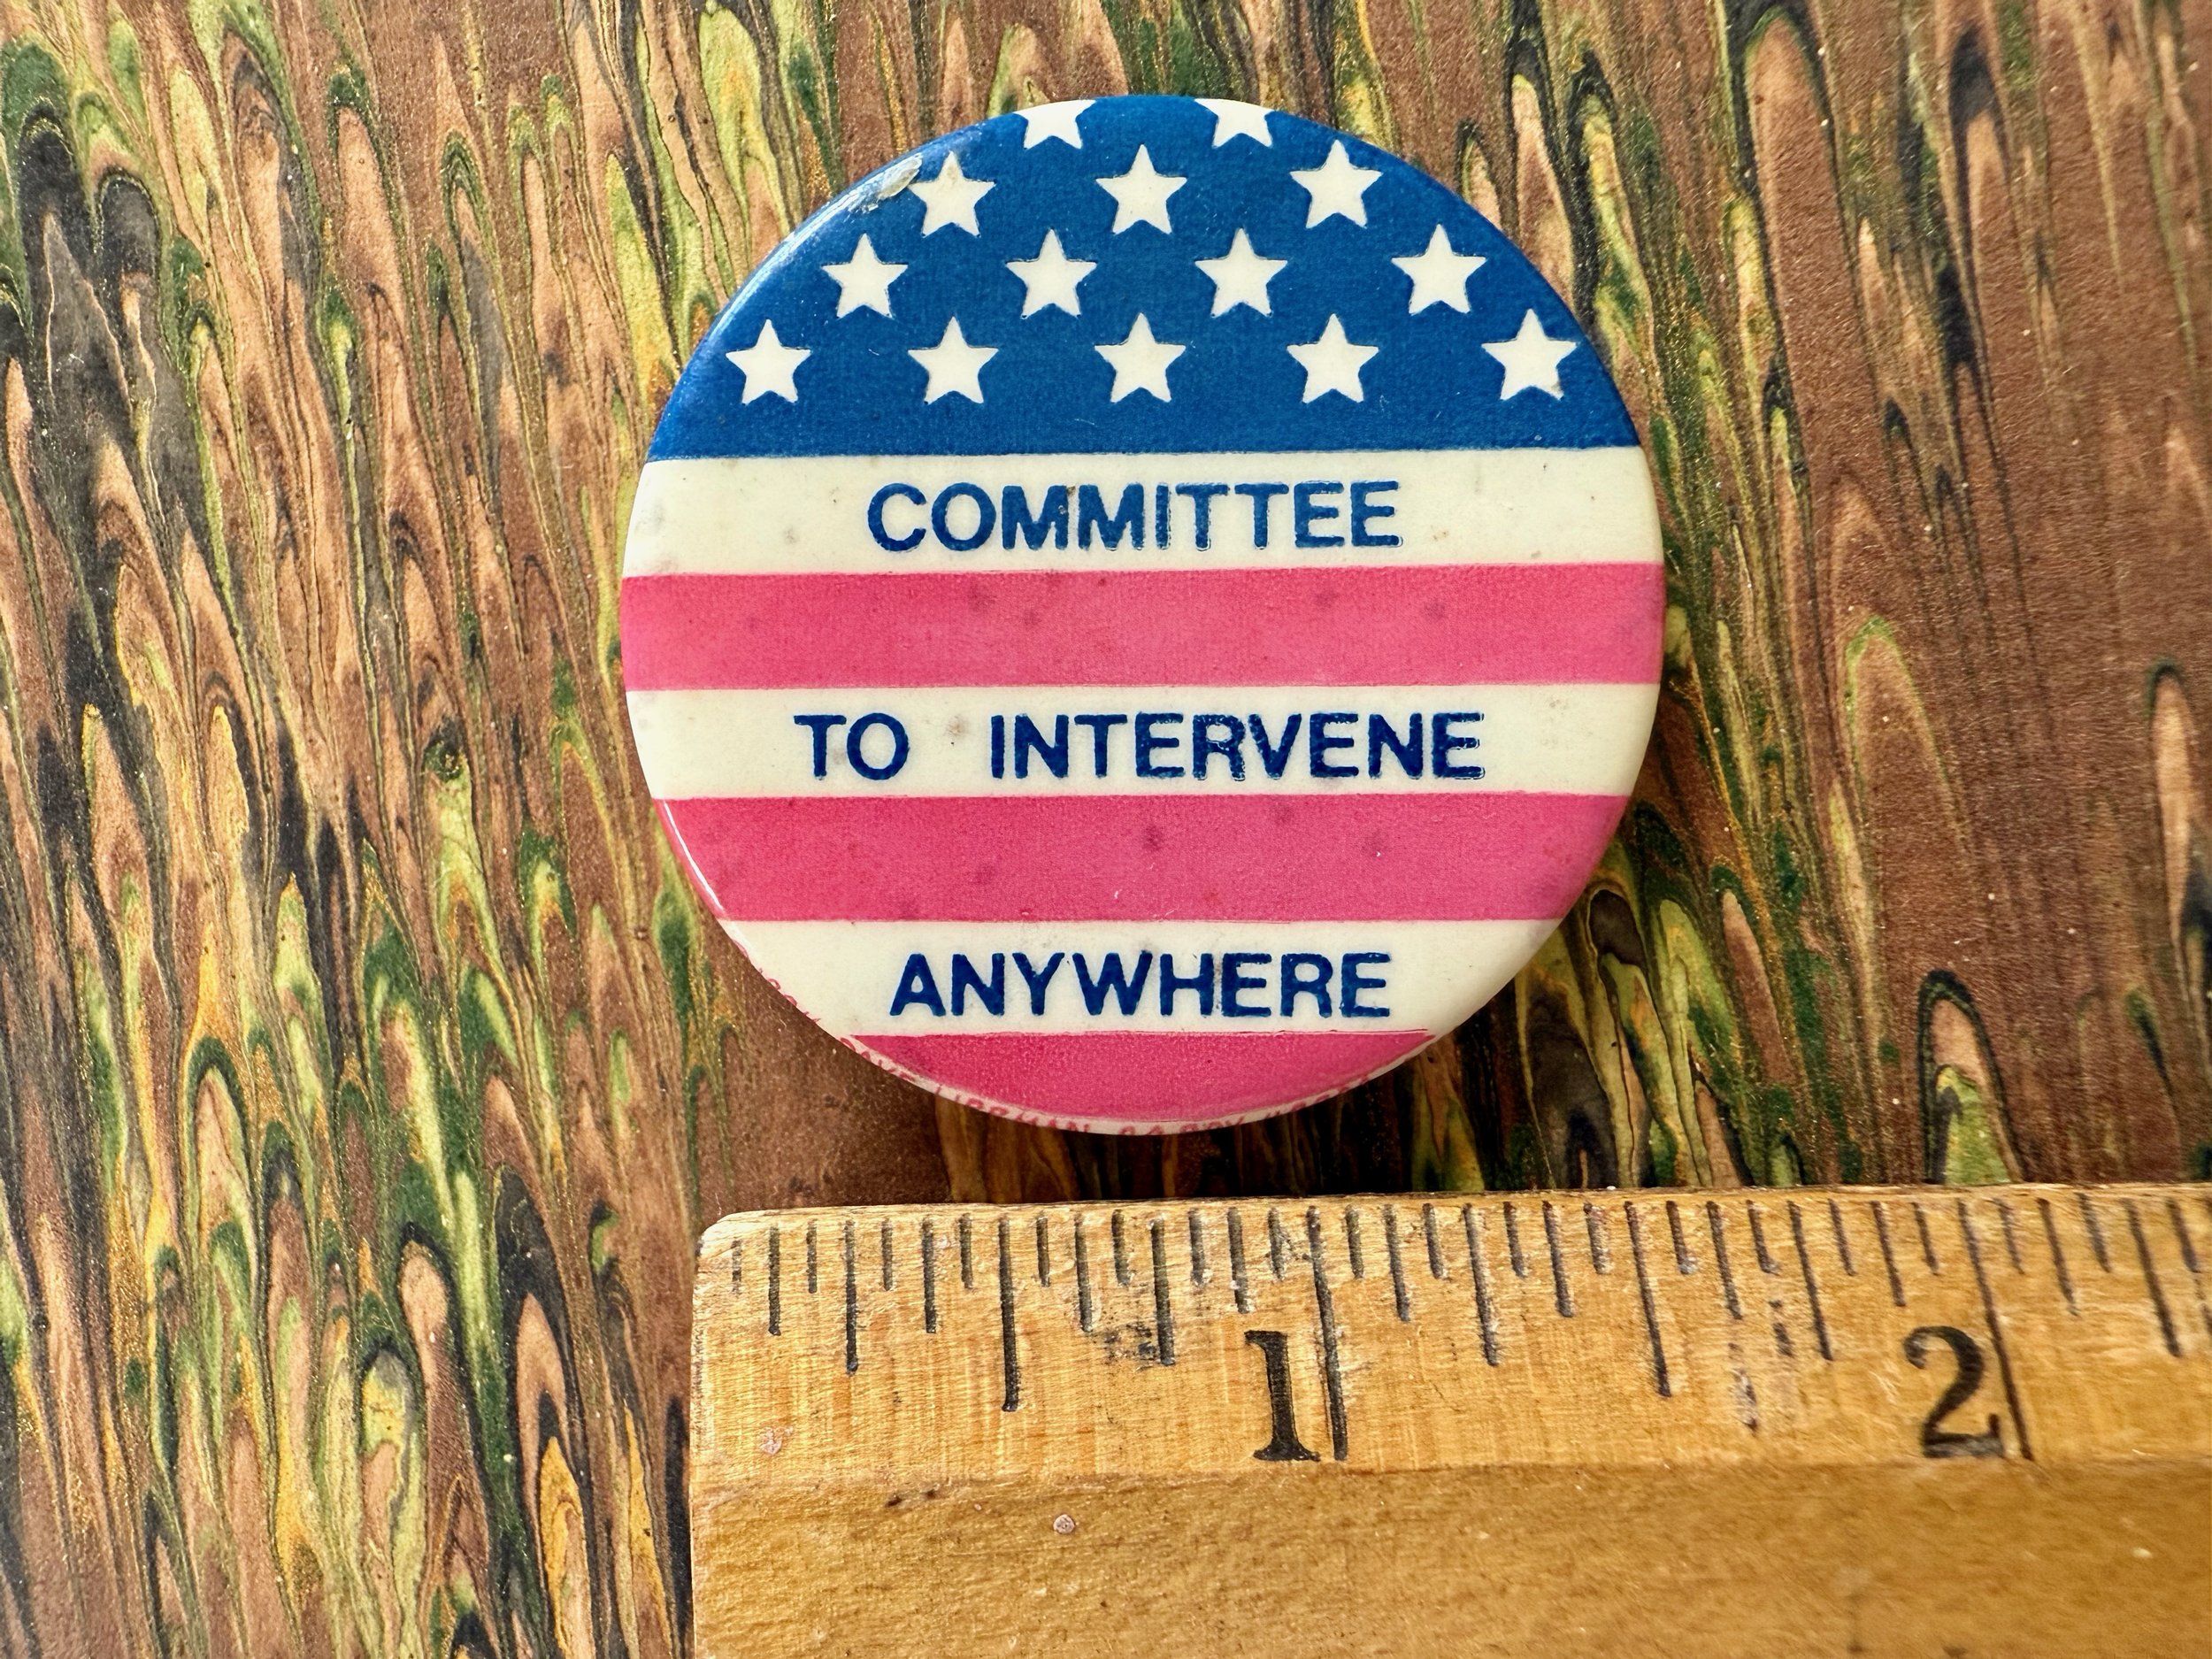 COMMITTEE
TO INTERVENE
ANYWHERE
1 2